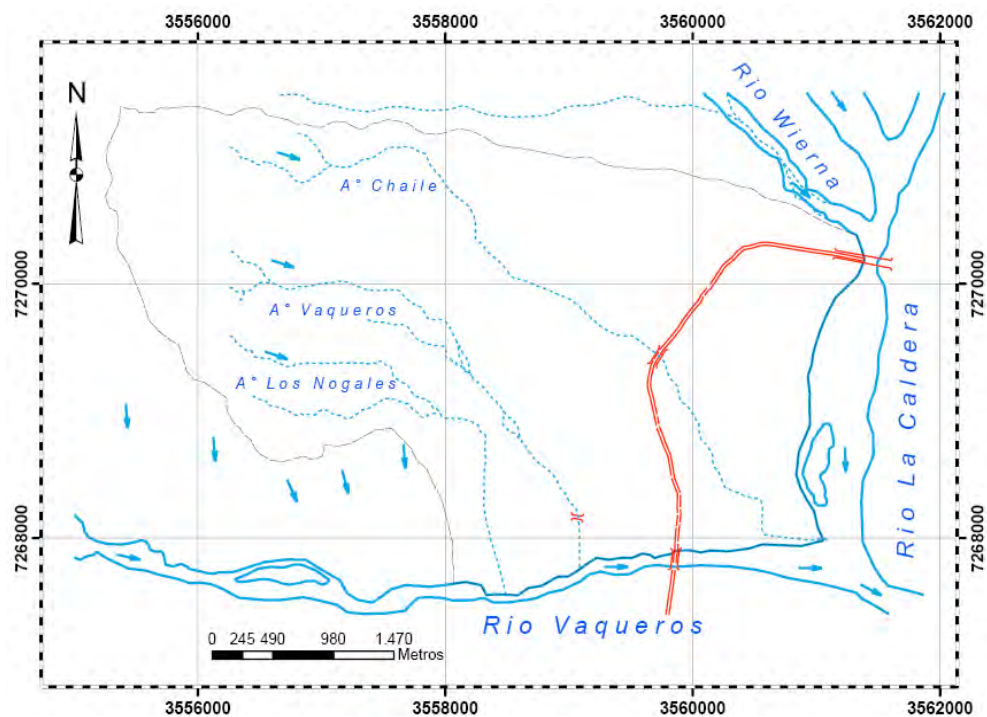 3556000 3558000 3560000 3562000
N
Rio Wierna
A° Chaile
7270000 7270000
A° Vaqueros
A° Los Nogales
Rio La Caldera
7268000 7268000
Rio Vaqueros
0 245 490 980 1.470
Metros
3556000 3558000 3560000 3562000